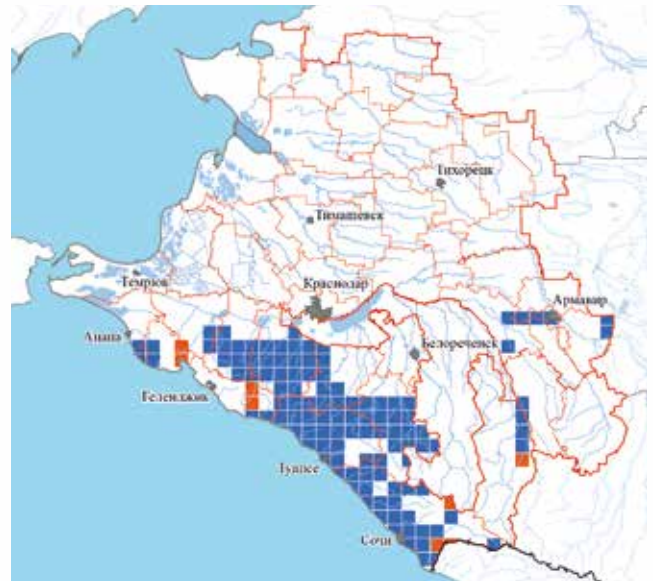 Тихорецк
Тимашевск
Темрюк
Краснодар
Армавир
Анапа
Белореченск
Геленджик
Туапсе
Сочи